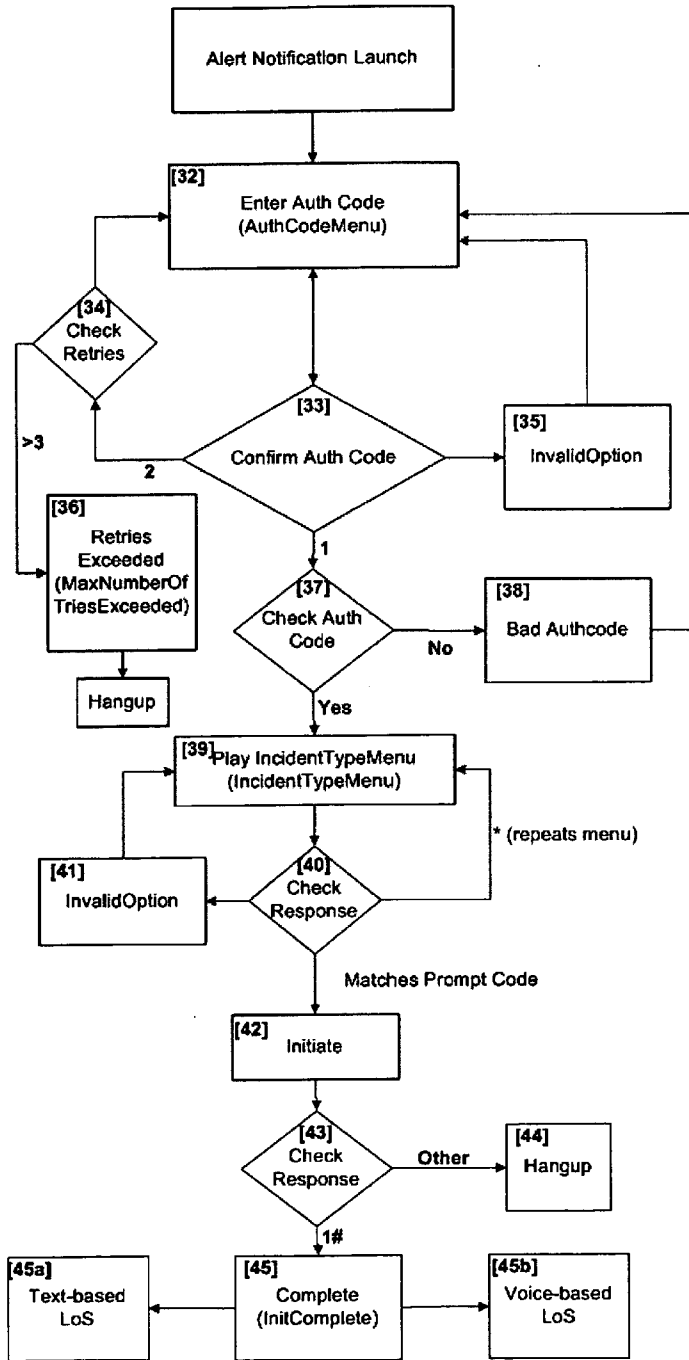 Alert Notification Launch
[32]
Enter Auth Code
(AuthCodeMenu)
[34]
Check
Retries
[33]
Confirm Auth Code
[35]
InvalidOption
>3
2
[36]
Retries
Exceeded
(MaxNumberOf
TriesExceeded)
1
[37]
Check Auth
Code
[38]
Bad Authcode
No
Hangup
Yes
[39]
Play IncidentTypeMenu
(IncidentTypeMenu)
* (repeats menu)
[40]
Check
Response
[41]
InvalidOption
Matches Prompt Code
[42]
Initiate
[43]
Check
Response
Other
[44]
Hangup
1#
[45a]
Text-based
LoS
[45]
Complete
(InitComplete)
[45b]
Voice-based
LoS